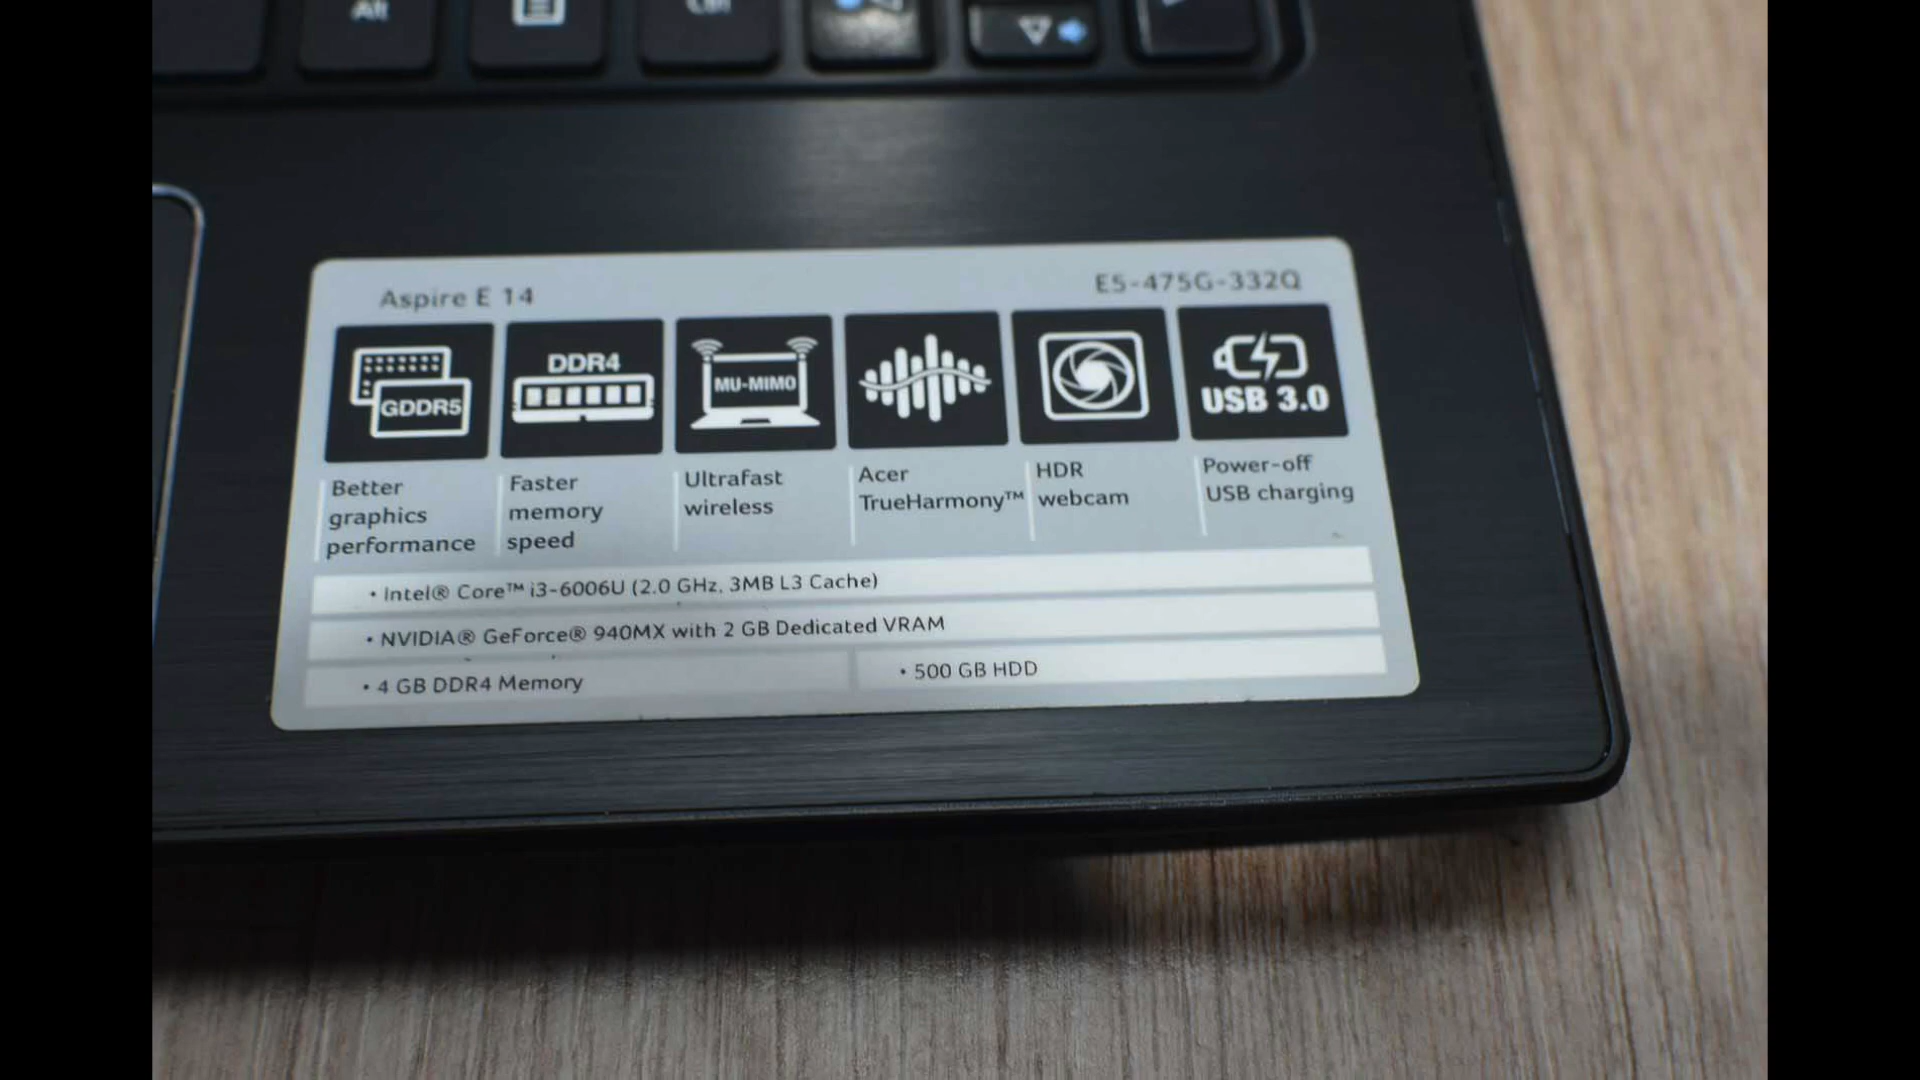 Alt
Ctrl
Aspire E 14
E5-475G-332Q
GDDR5
DDR4
MU-MIMO
USB 3.0
Better
graphics
performance
Faster
memory
speed
Ultrafast
wireless
Acer
TrueHarmony™
HDR
webcam
Power-off
USB charging
• Intel® Core™ i3-6006U (2.0 GHz, 3MB L3 Cache)
• NVIDIA® GeForce® 940MX with 2 GB Dedicated VRAM
• 4 GB DDR4 Memory
• 500 GB HDD